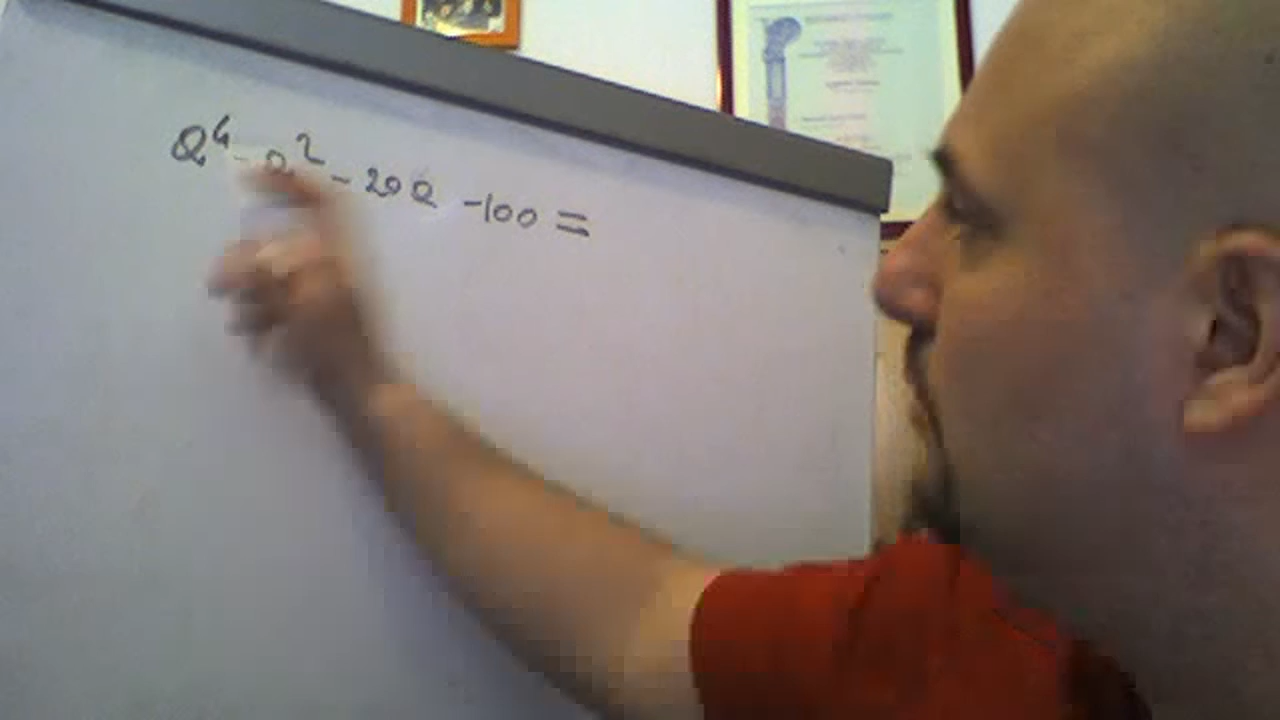 a⁴ - a² - 20a - 100 =